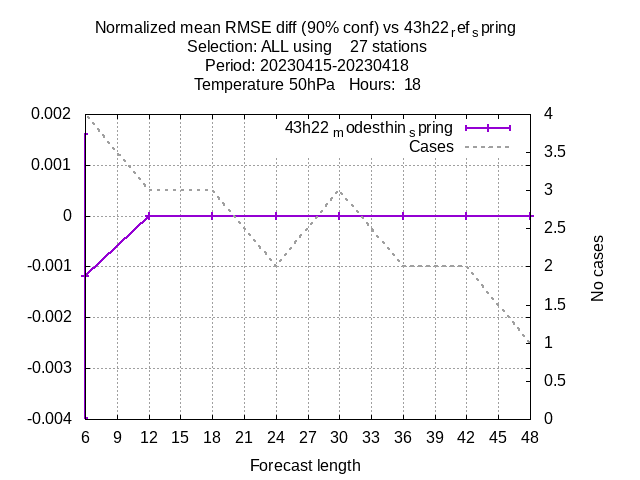 Normalized mean RMSE diff (90% conf) vs 43h22refspring
Selection: ALL using    27 stations
Period: 20230415-20230418
Temperature 50hPa   Hours:  18
43h22modesthinspring
Cases
0.002
0.001
0
-0.001
-0.002
-0.003
-0.004
4
3.5
3
2.5
2
1.5
1
0.5
0
No cases
6 9 12 15 18 21 24 27 30 33 36 39 42 45 48
Forecast length